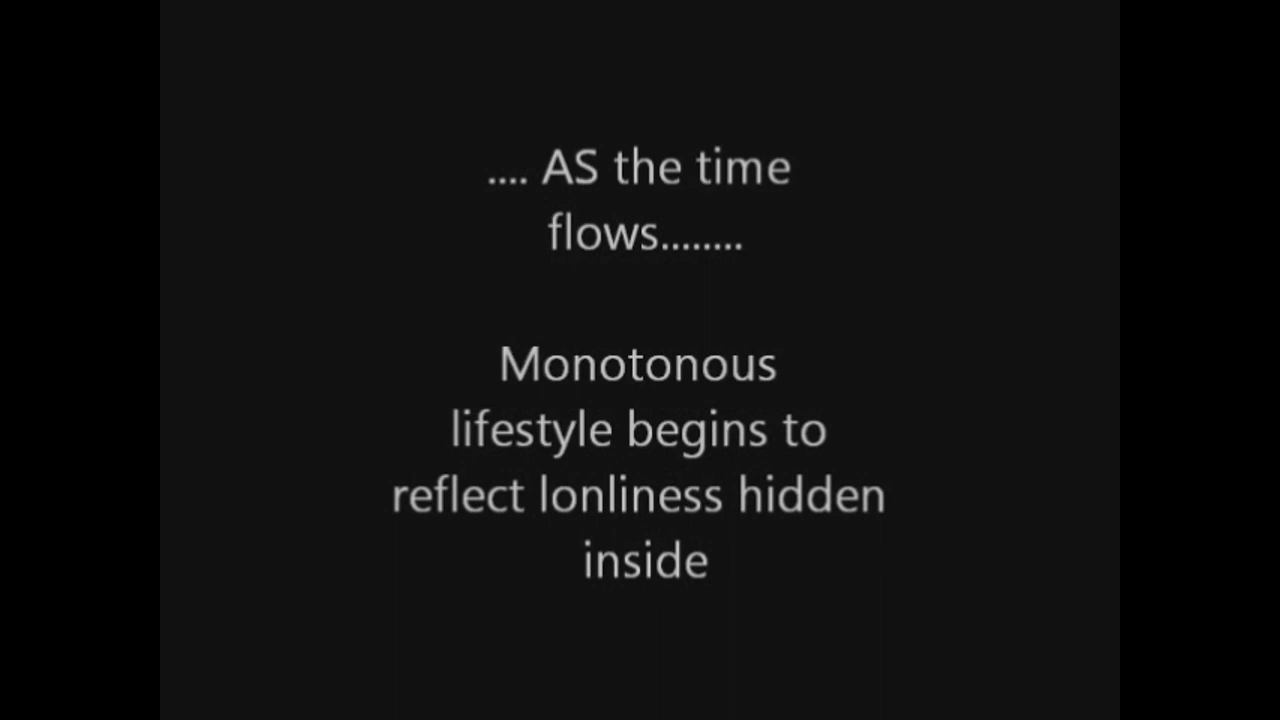 .... AS the time
flows........
Monotonous
lifestyle begins to
reflect lonliness hidden
inside